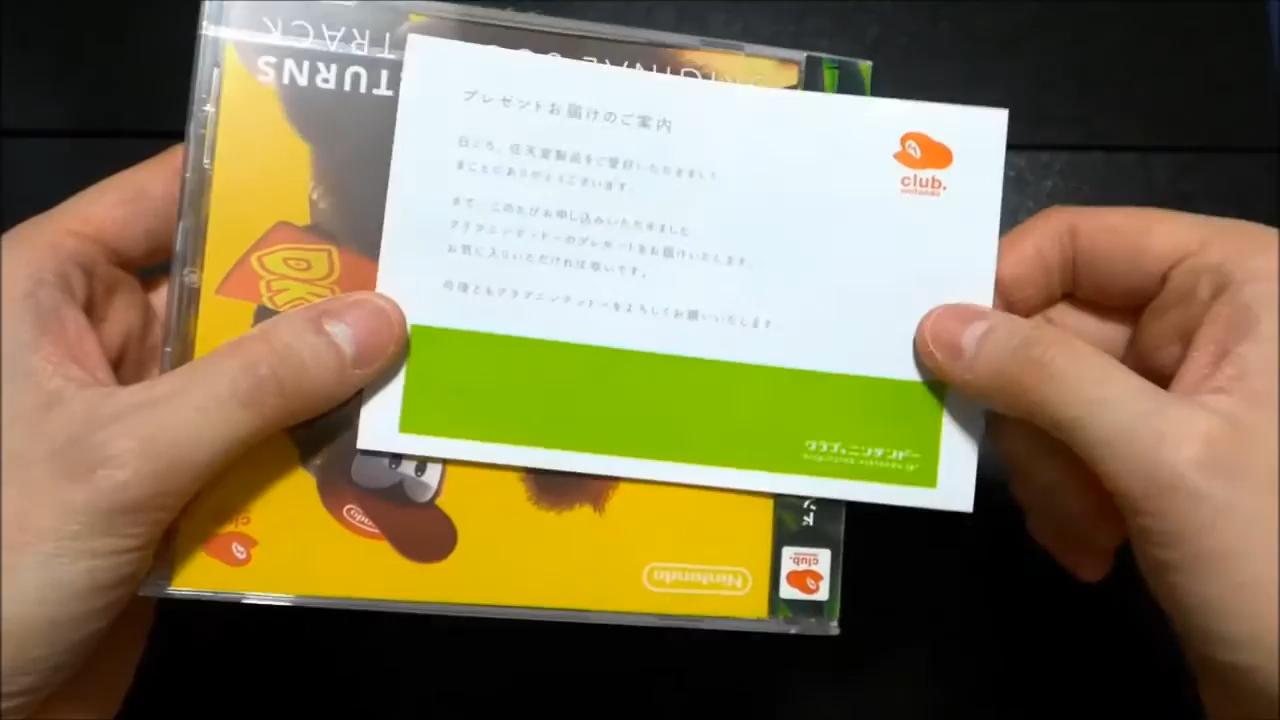 TRACK
ORIGINAL SOU
TURNS
プレゼントお届けのご案内
日ごろ、任天堂製品をご愛好いただきまして
まことにありがとうございます。
さて、このたびお申し込みいただきました
クラブニンテンドーのプレゼントをお届けいたします。
お気に入りいただければ幸いです。
今後ともクラブニンテンドーをよろしくお願いいたします。
club.
nintendo
クラブニンテンドー
DK
Nintendo
club.